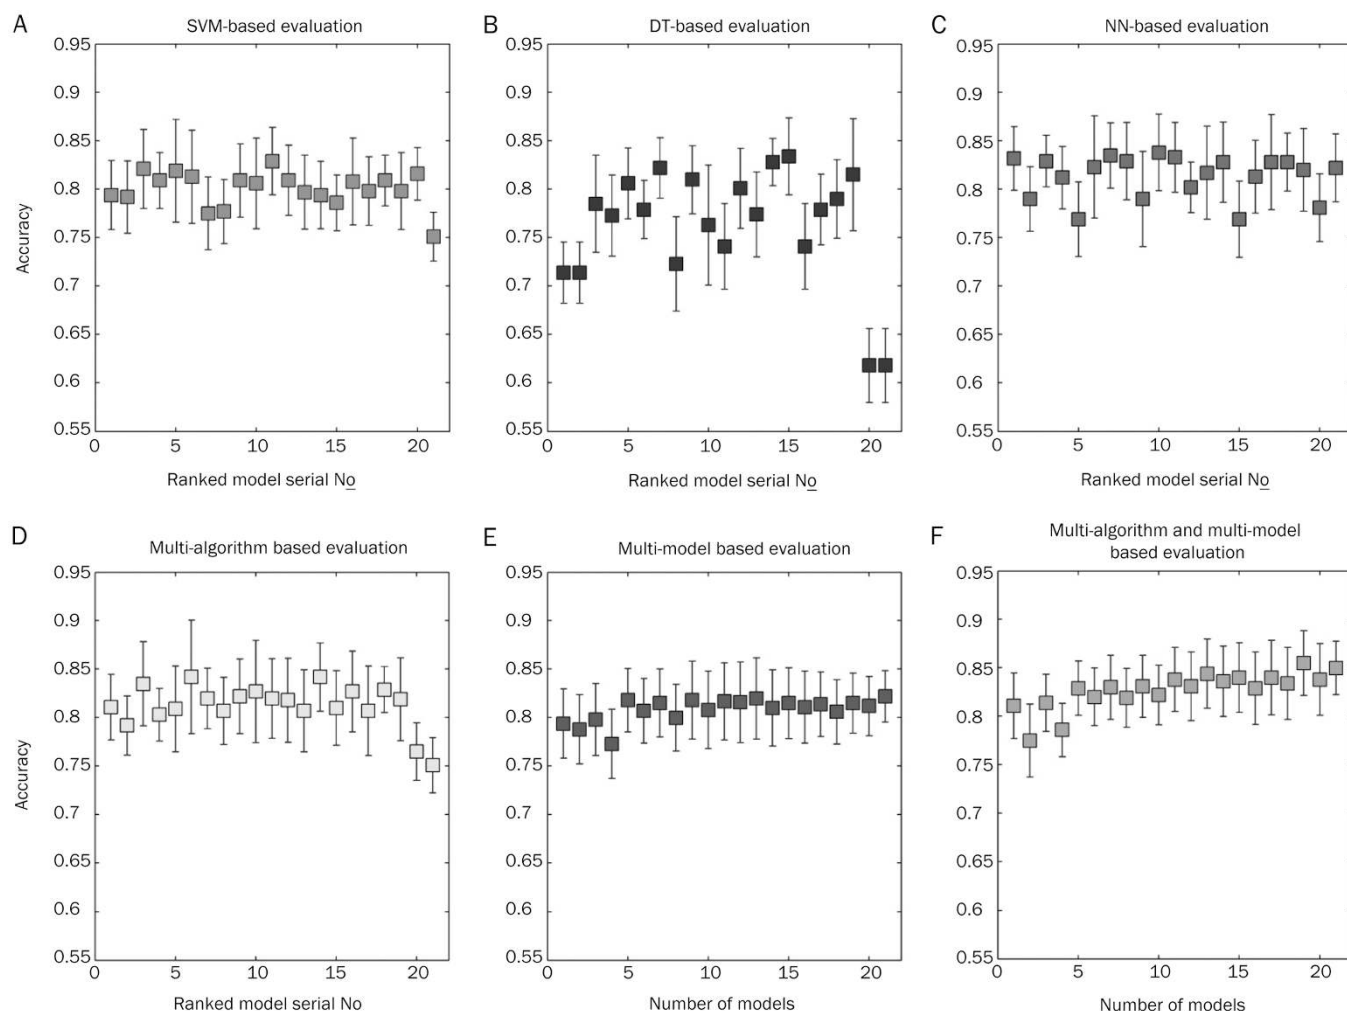 A
SVM-based evaluation
0.95
0.9
0.85
0.8
0.75
0.7
0.65
0.6
0.55
Accuracy
0 5 10 15 20
Ranked model serial No
B
DT-based evaluation
0.95
0.9
0.85
0.8
0.75
0.7
0.65
0.6
0.55
0 5 10 15 20
Ranked model serial No
C
NN-based evaluation
0.95
0.9
0.85
0.8
0.75
0.7
0.65
0.6
0.55
0 5 10 15 20
Ranked model serial No
D
Multi-algorithm based evaluation
0.95
0.9
0.85
0.8
0.75
0.7
0.65
0.6
0.55
Accuracy
0 5 10 15 20
Ranked model serial No
E
Multi-model based evaluation
0.95
0.9
0.85
0.8
0.75
0.7
0.65
0.6
0.55
0 5 10 15 20
Number of models
F
Multi-algorithm and multi-model
based evaluation
0.95
0.9
0.85
0.8
0.75
0.7
0.65
0.6
0.55
0 5 10 15 20
Number of models